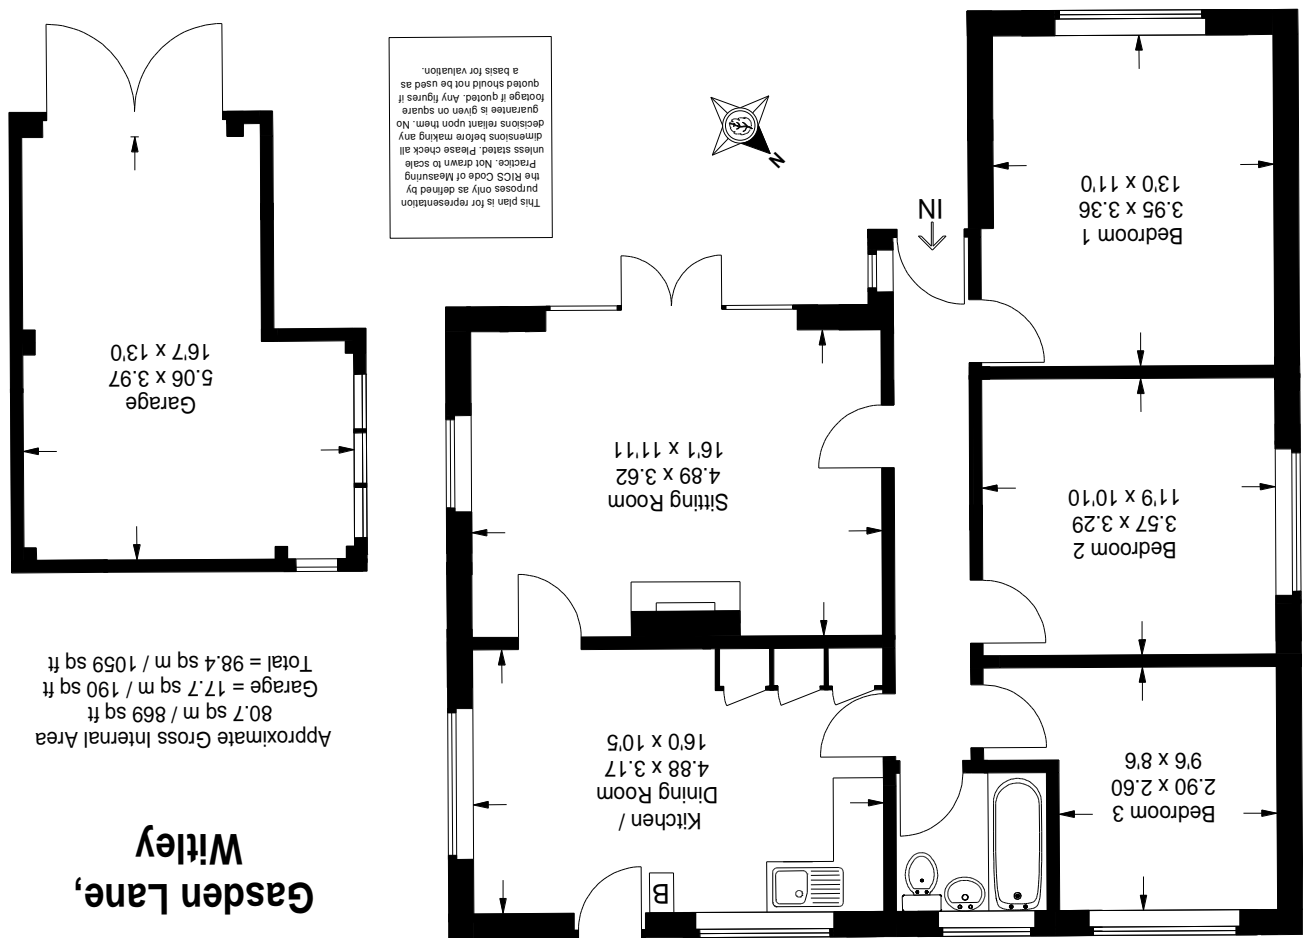 Gasden Lane,
Witley
Approximate Gross Internal Area
80.7 sq m / 869 sq ft
Garage = 17.7 sq m / 190 sq ft
Total = 98.4 sq m / 1059 sq ft
Bedroom 3
2.90 x 2.60
9'6 x 8'6
Kitchen /
Dining Room
4.88 x 3.17
16'0 x 10'5
B
Bedroom 2
3.57 x 3.29
11'9 x 10'10
Sitting Room
4.89 x 3.62
16'1 x 11'11
Garage
5.06 x 3.97
16'7 x 13'0
Bedroom 1
3.95 x 3.36
13'0 x 11'0
IN
N
This plan is for representation
purposes only as defined by
the RICS Code of Measuring
Practice. Not drawn to scale
unless stated. Please check all
dimensions before making any
decisions reliant upon them. No
guarantee is given on square
footage if quoted. Any figures if
quoted should not be used as
a basis for valuation.